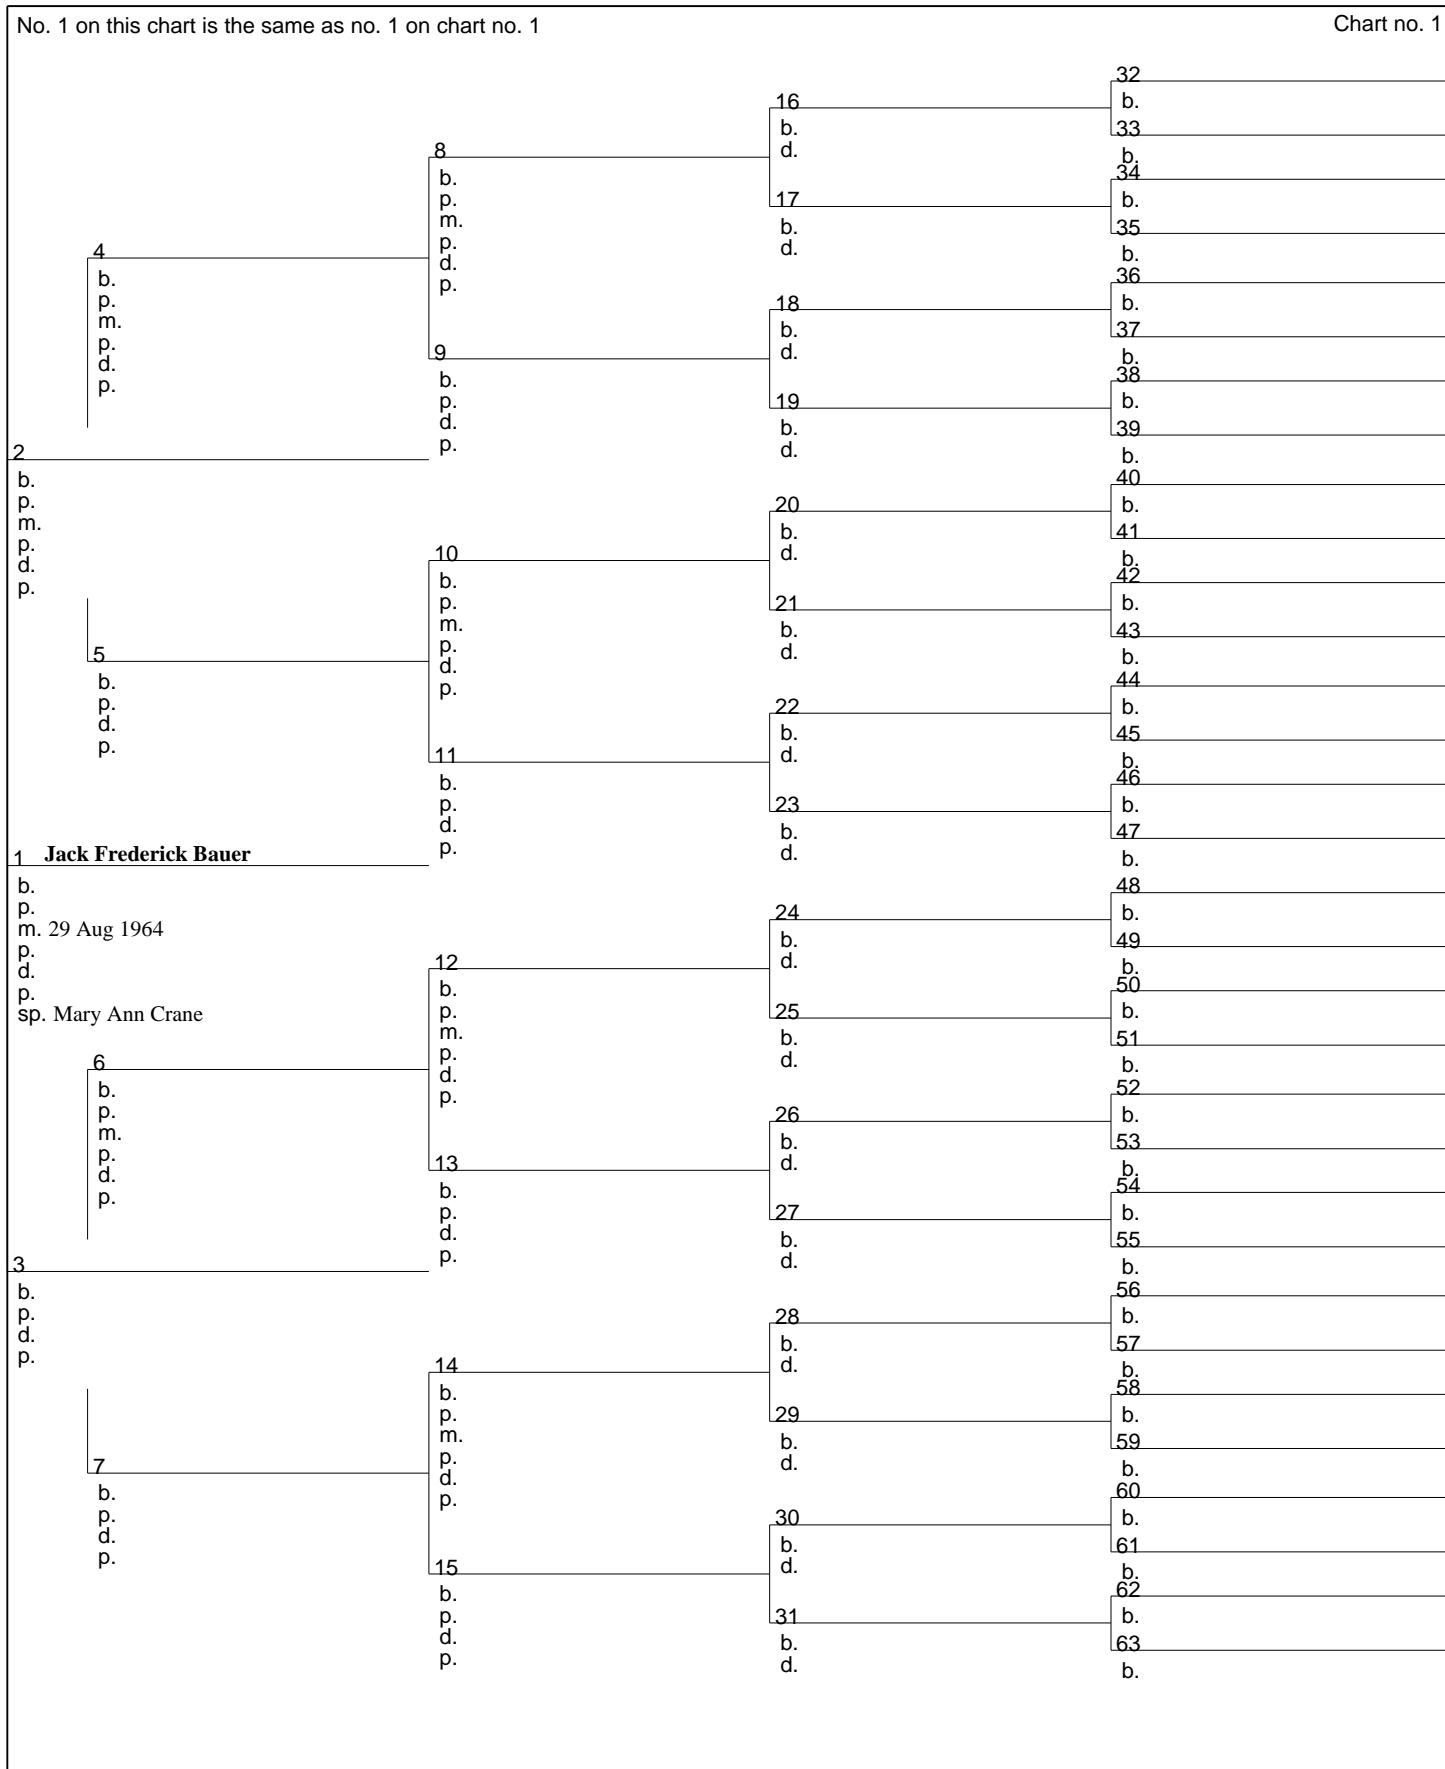 No. 1 on this chart is the same as no. 1 on chart no. 1
Chart no. 1
4
b.
p.
m.
p.
d.
p.
2
b.
p.
m.
p.
d.
p.
5
b.
p.
d.
p.
1 Jack Frederick Bauer
b.
p.
m. 29 Aug 1964
p.
d.
p.
sp. Mary Ann Crane
6
b.
p.
m.
p.
d.
p.
3
b.
p.
d.
p.
7
b.
p.
d.
p.
8
b.
p.
m.
p.
d.
p.
9
b.
p.
d.
p.
10
b.
p.
m.
p.
d.
p.
11
b.
p.
d.
p.
12
b.
p.
m.
p.
d.
p.
13
b.
p.
d.
p.
14
b.
p.
m.
p.
d.
p.
15
b.
p.
d.
p.
16
b.
d.
17
b.
d.
18
b.
d.
19
b.
d.
20
b.
d.
21
b.
d.
22
b.
d.
23
b.
d.
24
b.
d.
25
b.
d.
26
b.
d.
27
b.
d.
28
b.
d.
29
b.
d.
30
b.
d.
31
b.
d.
32
b.
33
b.
34
b.
35
b.
36
b.
37
b.
38
b.
39
b.
40
b.
41
b.
42
b.
43
b.
44
b.
45
b.
46
b.
47
b.
48
b.
49
b.
50
b.
51
b.
52
b.
53
b.
54
b.
55
b.
56
b.
57
b.
58
b.
59
b.
60
b.
61
b.
62
b.
63
b.